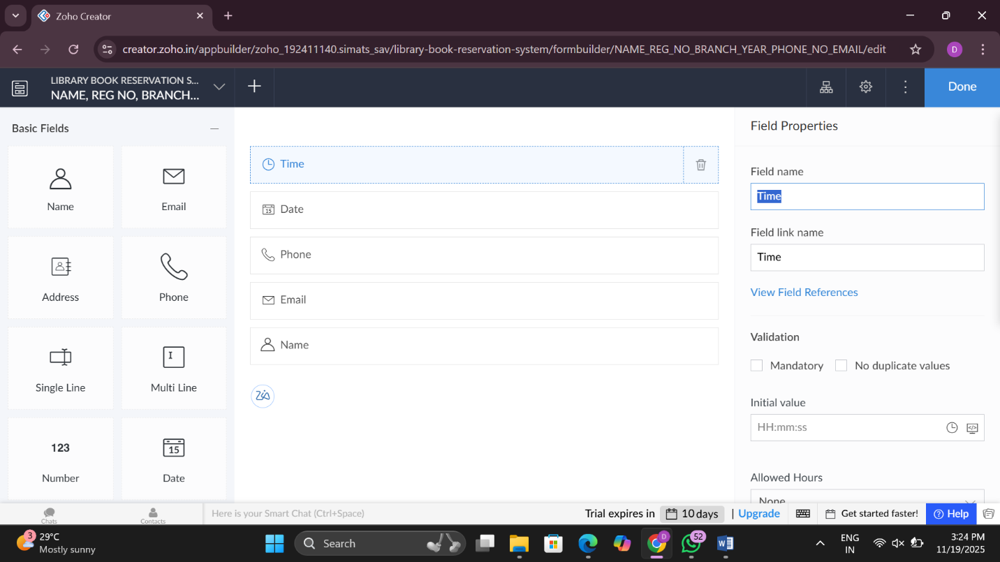 Zoho Creator
creator.zoho.in/appbuilder/zoho_192411140.simats_sav/library-book-reservation-system/formbuilder/NAME_REG_NO_BRANCH_YEAR_PHONE_NO_EMAIL/edit
D
LIBRARY BOOK RESERVATION S...
NAME, REG NO, BRANCH...
Done
Basic Fields
Name
Email
Address
Phone
Single Line
Multi Line
123
Number
15
Date
Time
15
Date
Phone
Email
Name
Zia
Field Properties
Field name
Time
Field link name
Time
View Field References
Validation
Mandatory
No duplicate values
Initial value
HH:mm:ss
Allowed Hours
None
Chats
Contacts
Here is your Smart Chat (Ctrl+Space)
Trial expires in
10 days
| Upgrade
Get started faster!
Help
3
29°C
Mostly sunny
Search
D
52
ENG
IN
3:24 PM
11/19/2025